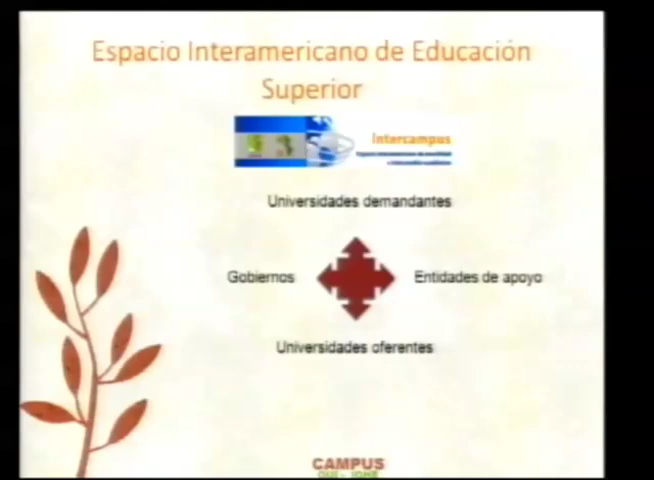 Espacio Interamericano de Educación
Superior
Intercampus
Universidades demandantes
Gobiernos
Entidades de apoyo
Universidades oferentes
CAMPUS